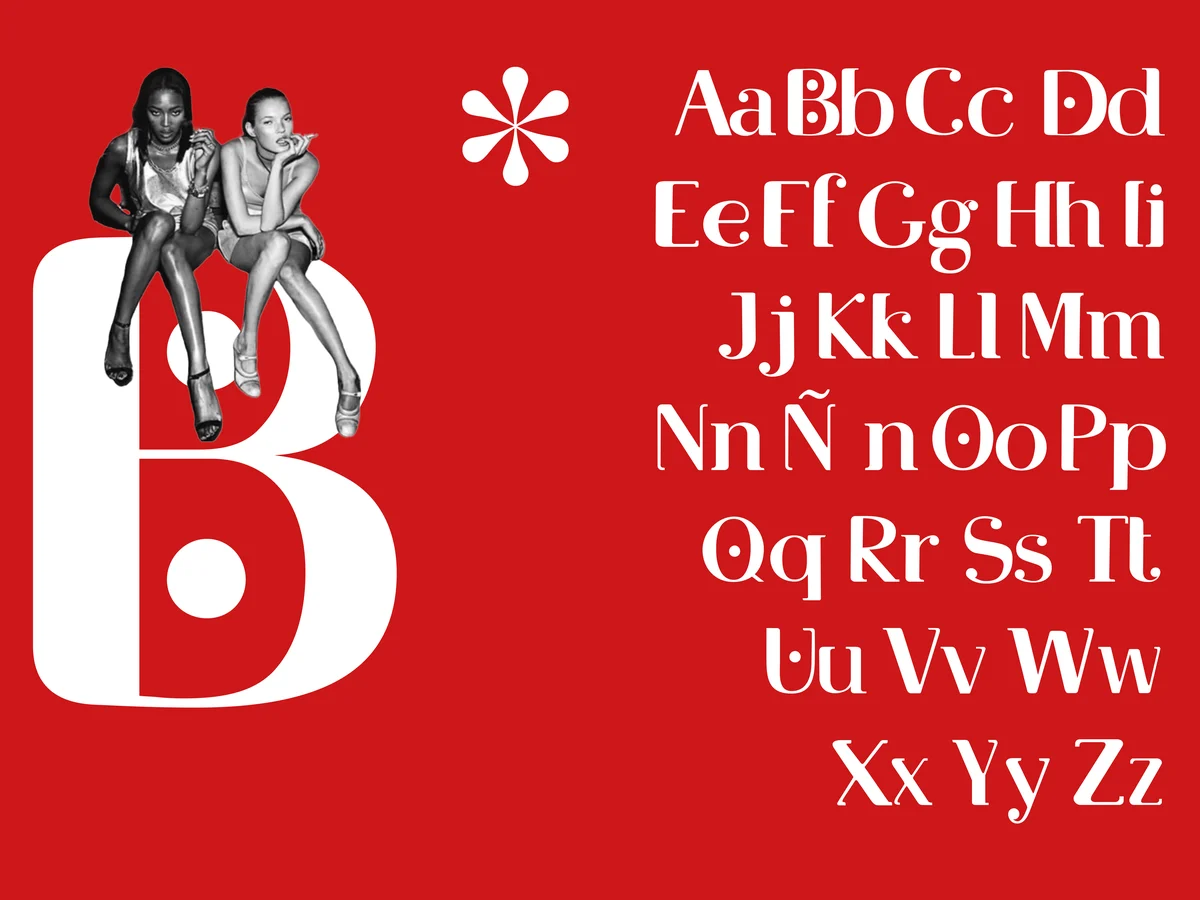 B
*
Aa Bb Cc Dd
Ee Ff Gg Hh Ii
Jj Kk Ll Mm
Nn Ñ n Oo Pp
Qq Rr Ss Tt
Uu Vv Ww
Xx Yy Zz